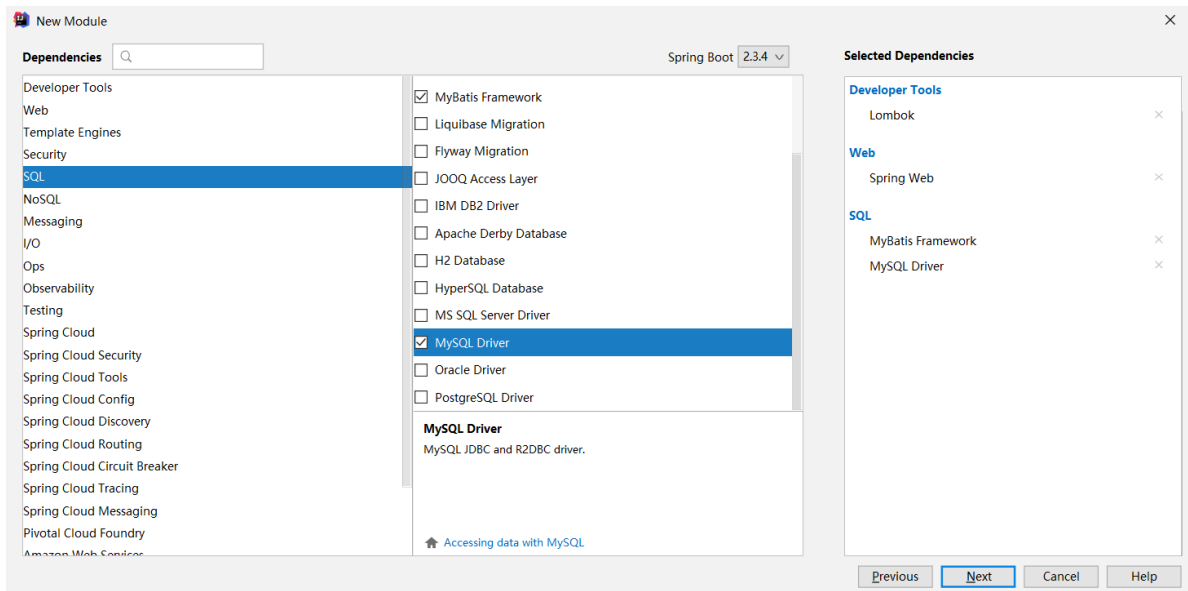 New Module
Dependencies
Spring Boot 2.3.4
Selected Dependencies
Developer Tools
Web
Template Engines
Security
SQL
NoSQL
Messaging
I/O
Ops
Observability
Testing
Spring Cloud
Spring Cloud Security
Spring Cloud Tools
Spring Cloud Config
Spring Cloud Discovery
Spring Cloud Routing
Spring Cloud Circuit Breaker
Spring Cloud Tracing
Spring Cloud Messaging
Pivotal Cloud Foundry
Amazon Web Services
MyBatis Framework
Liquibase Migration
Flyway Migration
JOOQ Access Layer
IBM DB2 Driver
Apache Derby Database
H2 Database
HyperSQL Database
MS SQL Server Driver
MySQL Driver
Oracle Driver
PostgreSQL Driver
MySQL Driver
MySQL JDBC and R2DBC driver.
Accessing data with MySQL
Developer Tools
Lombok
Web
Spring Web
SQL
MyBatis Framework
MySQL Driver
Previous
Next
Cancel
Help